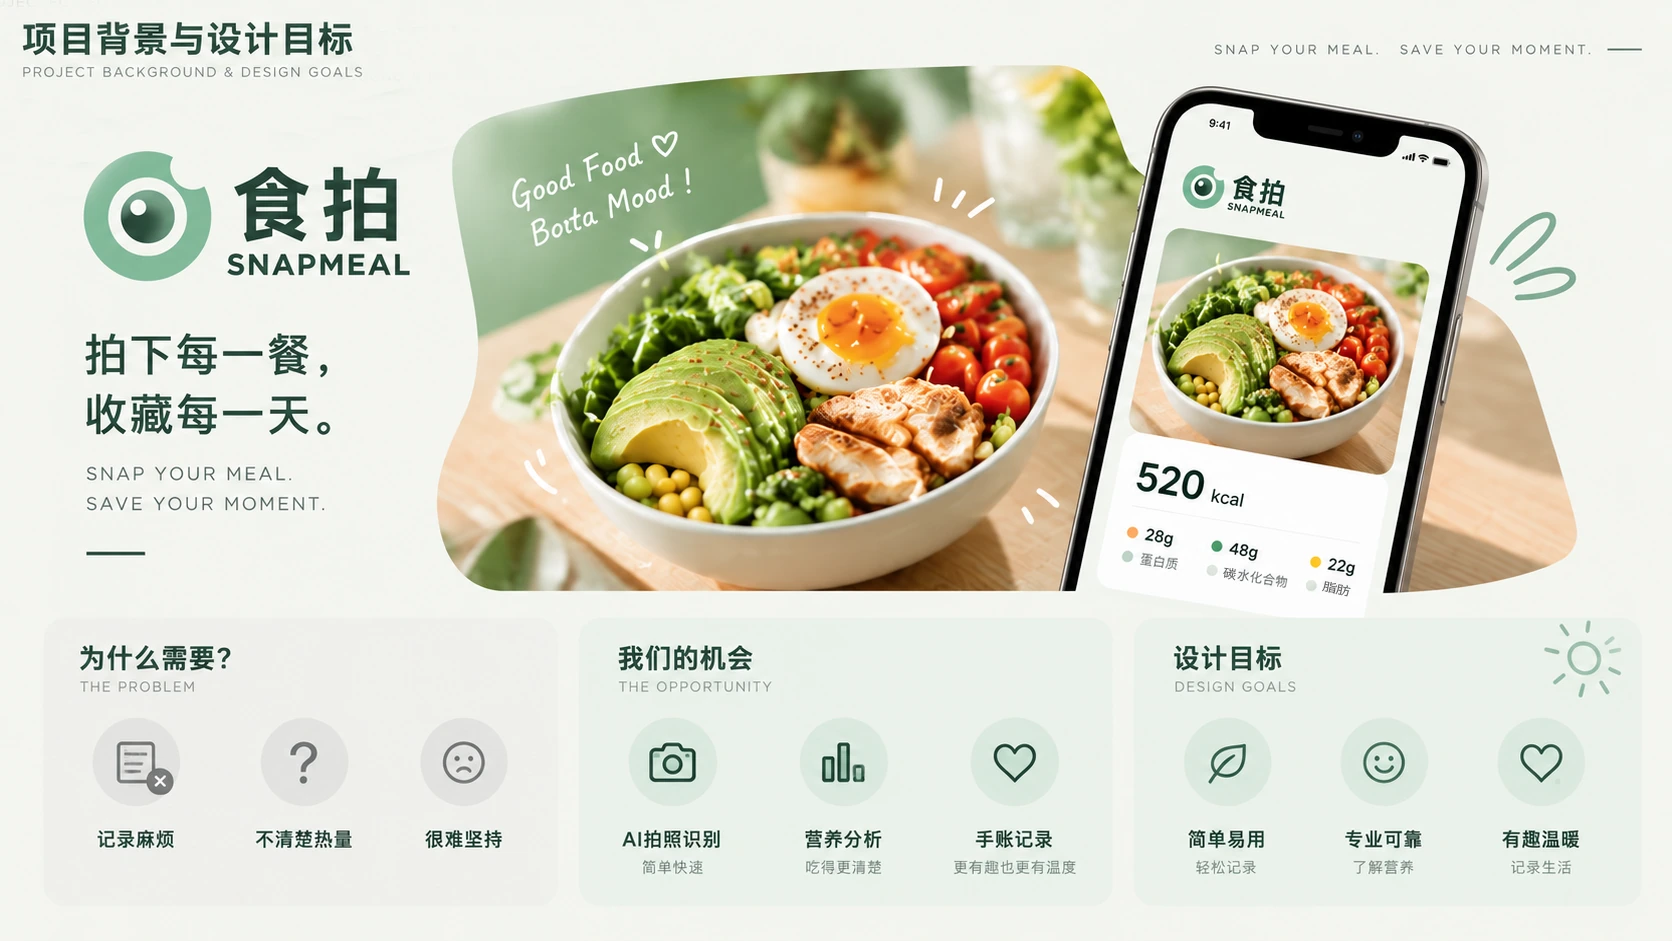 项目背景与设计目标
PROJECT BACKGROUND & DESIGN GOALS
SNAP YOUR MEAL. SAVE YOUR MOMENT.
食拍
SNAPMEAL
拍下每一餐，
收藏每一天。
SNAP YOUR MEAL.
SAVE YOUR MOMENT.
Good Food
Borta Mood !
9:41
食拍
SNAPMEAL
520 kcal
28g 48g 22g
蛋白质 碳水化合物 脂肪
为什么需要?
THE PROBLEM
记录麻烦 不清楚热量 很难坚持
我们的机会
THE OPPORTUNITY
AI拍照识别 营养分析 手账记录
简单快速 吃得更清楚 更有趣也更有温度
设计目标
DESIGN GOALS
简单易用 专业可靠 有趣温暖
轻松记录 了解营养 记录生活